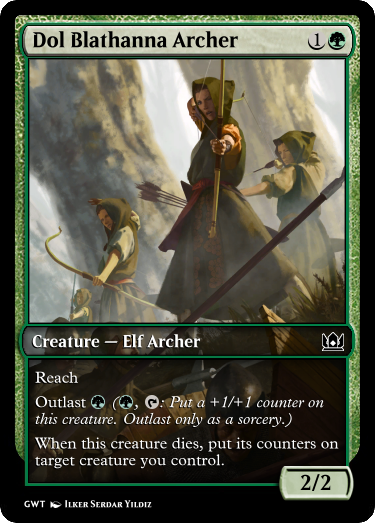 Dol Blathanna Archer 1
Creature — Elf Archer
Reach
Outlast (, : Put a +1/+1 counter on
this creature. Outlast only as a sorcery.)
When this creature dies, put its counters on
target creature you control.
2/2
GWT Ilker Serdar Yildiz